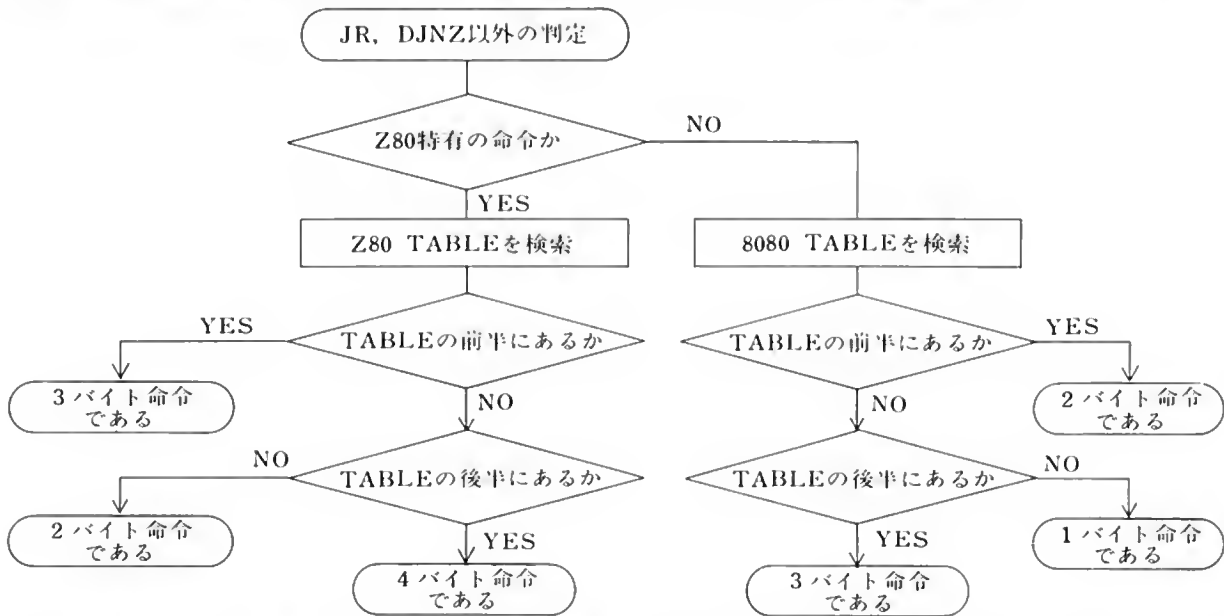 JR, DJNZ以外の判定
Z80特有の命令か
NO
YES
Z80 TABLEを検索
8080 TABLEを検索
YES
TABLEの前半にあるか
TABLEの前半にあるか
YES
3バイト命令
である
NO
NO
2バイト命令
である
NO
TABLEの後半にあるか
TABLEの後半にあるか
NO
2バイト命令
である
YES
YES
1バイト命令
である
4バイト命令
である
3バイト命令
である